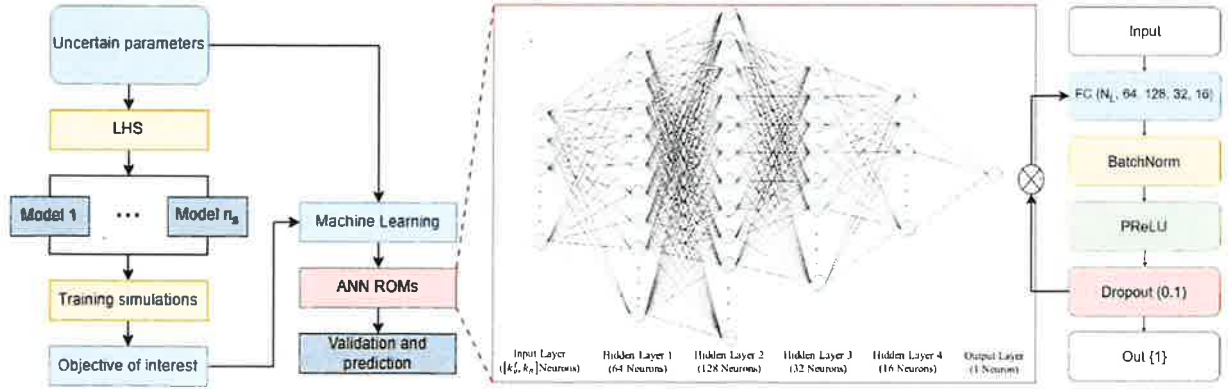 Uncertain parameters
LHS
Model 1
...
Model nₛ
Training simulations
Objective of interest
Machine Learning
ANN ROMs
Validation and
prediction
Input Layer
Neurons)
Hidden Layer 1
(64 Neurons)
Hidden Layer 2
(128 Neurons)
Hidden Layer 3
(32 Neurons)
Hidden Layer 4
(16 Neurons)
Output Layer
(1 Neuron)
Input
FC (N_L, 64, 128, 32, 16)
BatchNorm
PReLU
Dropout (0.1)
Out {1}